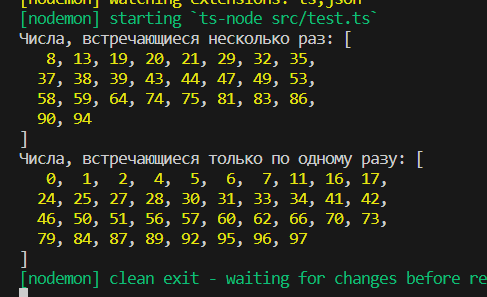 [nodemon] watching extensions: ts,json
[nodemon] starting `ts-node src/test.ts`
Числа, встречающиеся несколько раз: [
8, 13, 19, 20, 21, 29, 32, 35,
37, 38, 39, 43, 44, 47, 49, 53,
58, 59, 64, 74, 75, 81, 83, 86,
90, 94
]
Числа, встречающиеся только по одному разу: [
0, 1, 2, 4, 5, 6, 7, 11, 16, 17,
24, 25, 27, 28, 30, 31, 33, 34, 41, 42,
46, 50, 51, 56, 57, 60, 62, 66, 70, 73,
79, 84, 87, 89, 92, 95, 96, 97
]
[nodemon] clean exit - waiting for changes before re